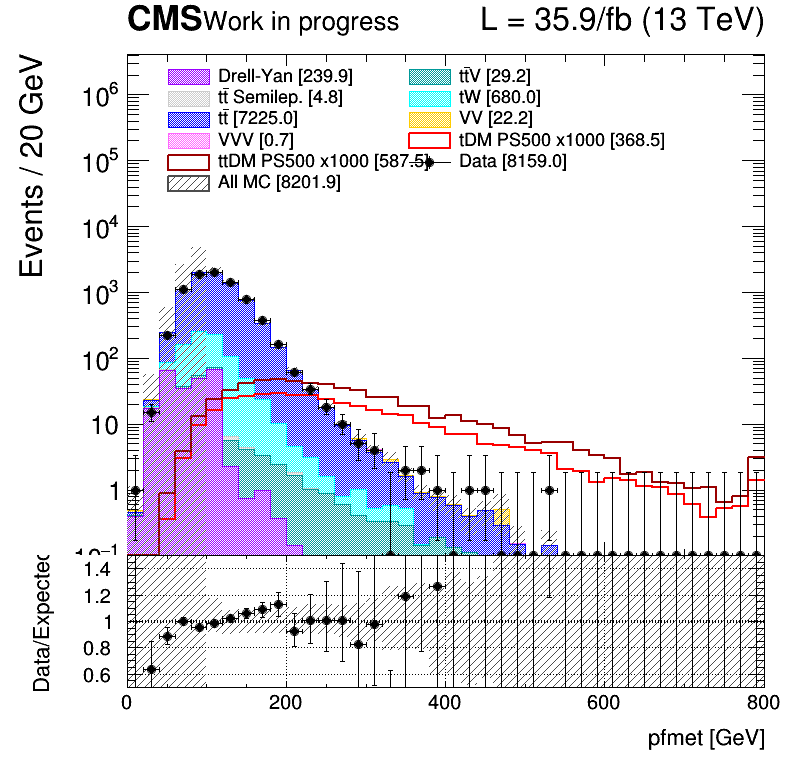 CMS Work in progress L = 35.9/fb (13 TeV)
Events / 20 GeV
Drell-Yan [239.9] tt̄V [29.2]
tt̄ Semilep. [4.8] tW [680.0]
tt̄ [7225.0] VV [22.2]
VVV [0.7] tDM PS500 x1000 [368.5]
ttDM PS500 x1000 [587.5] Data [8159.0]
All MC [8201.9]
10⁶
10⁵
10⁴
10³
10²
10
1
10⁻¹
Data/Expected
1.4
1.2
1
0.8
0.6
0 200 400 600 800
pfmet [GeV]